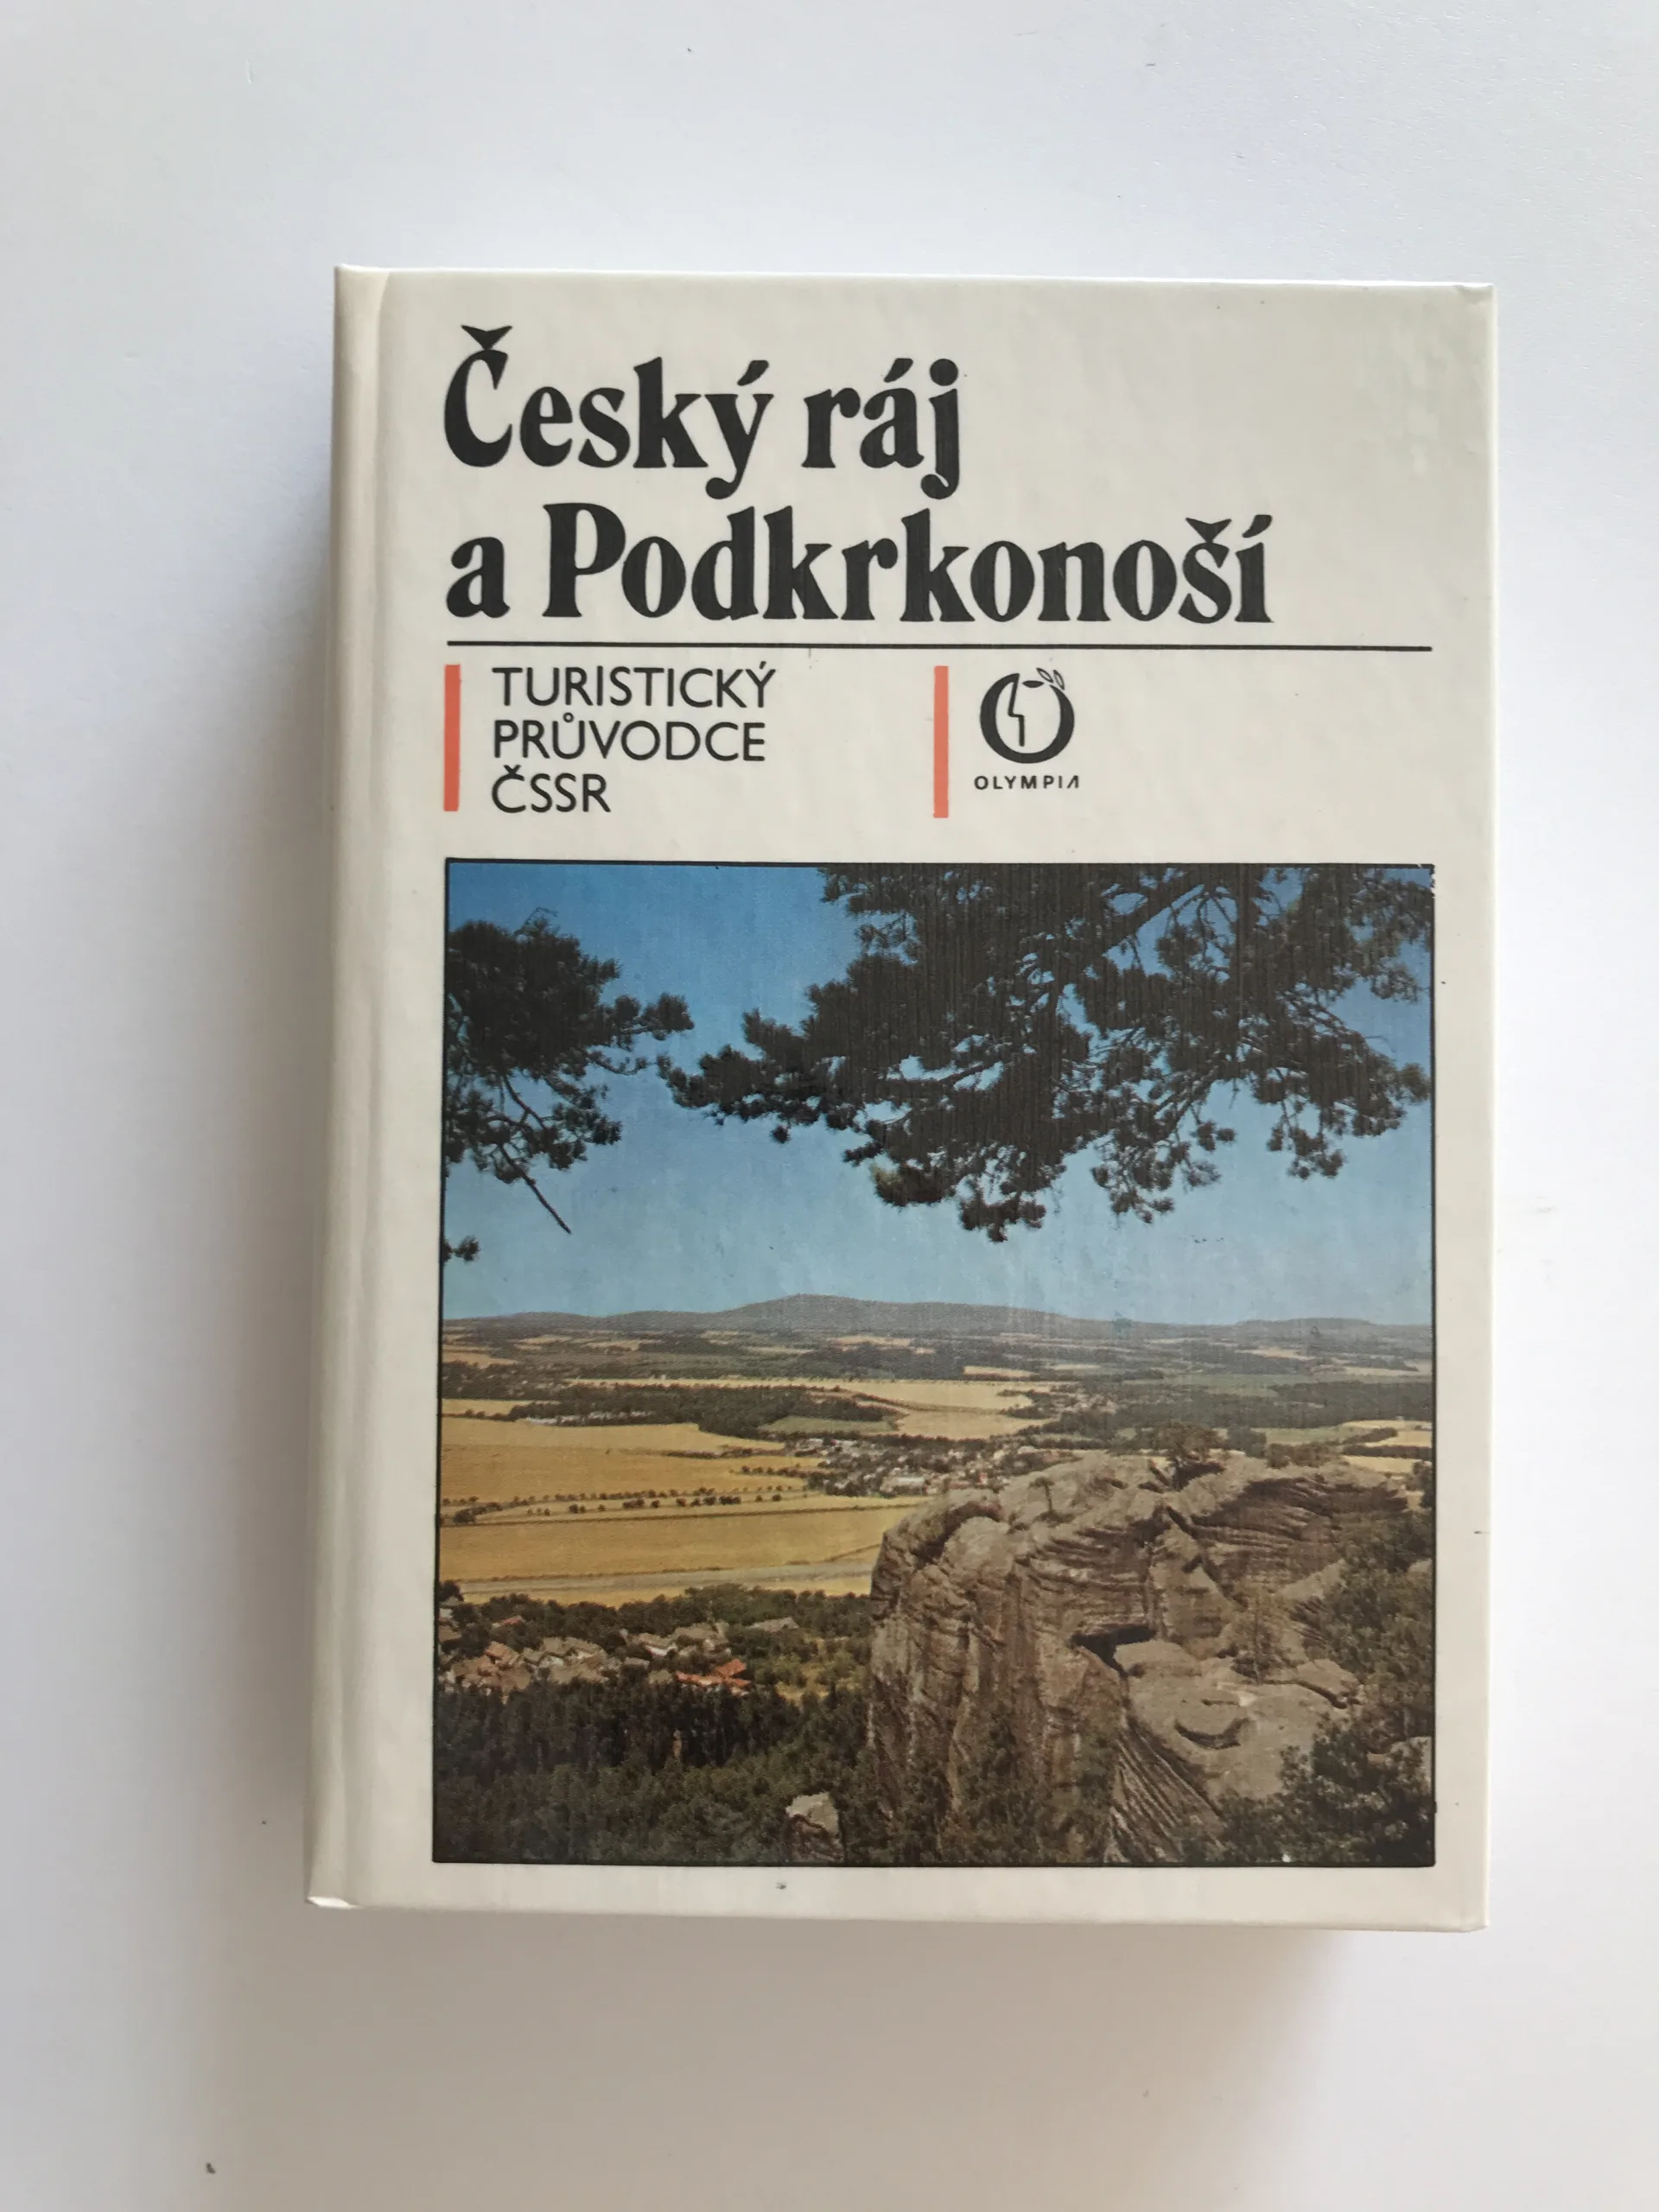 Český ráj
a Podkrkonoší
TURISTICKÝ
PRŮVODCE
ČSSR
OLYMPIA